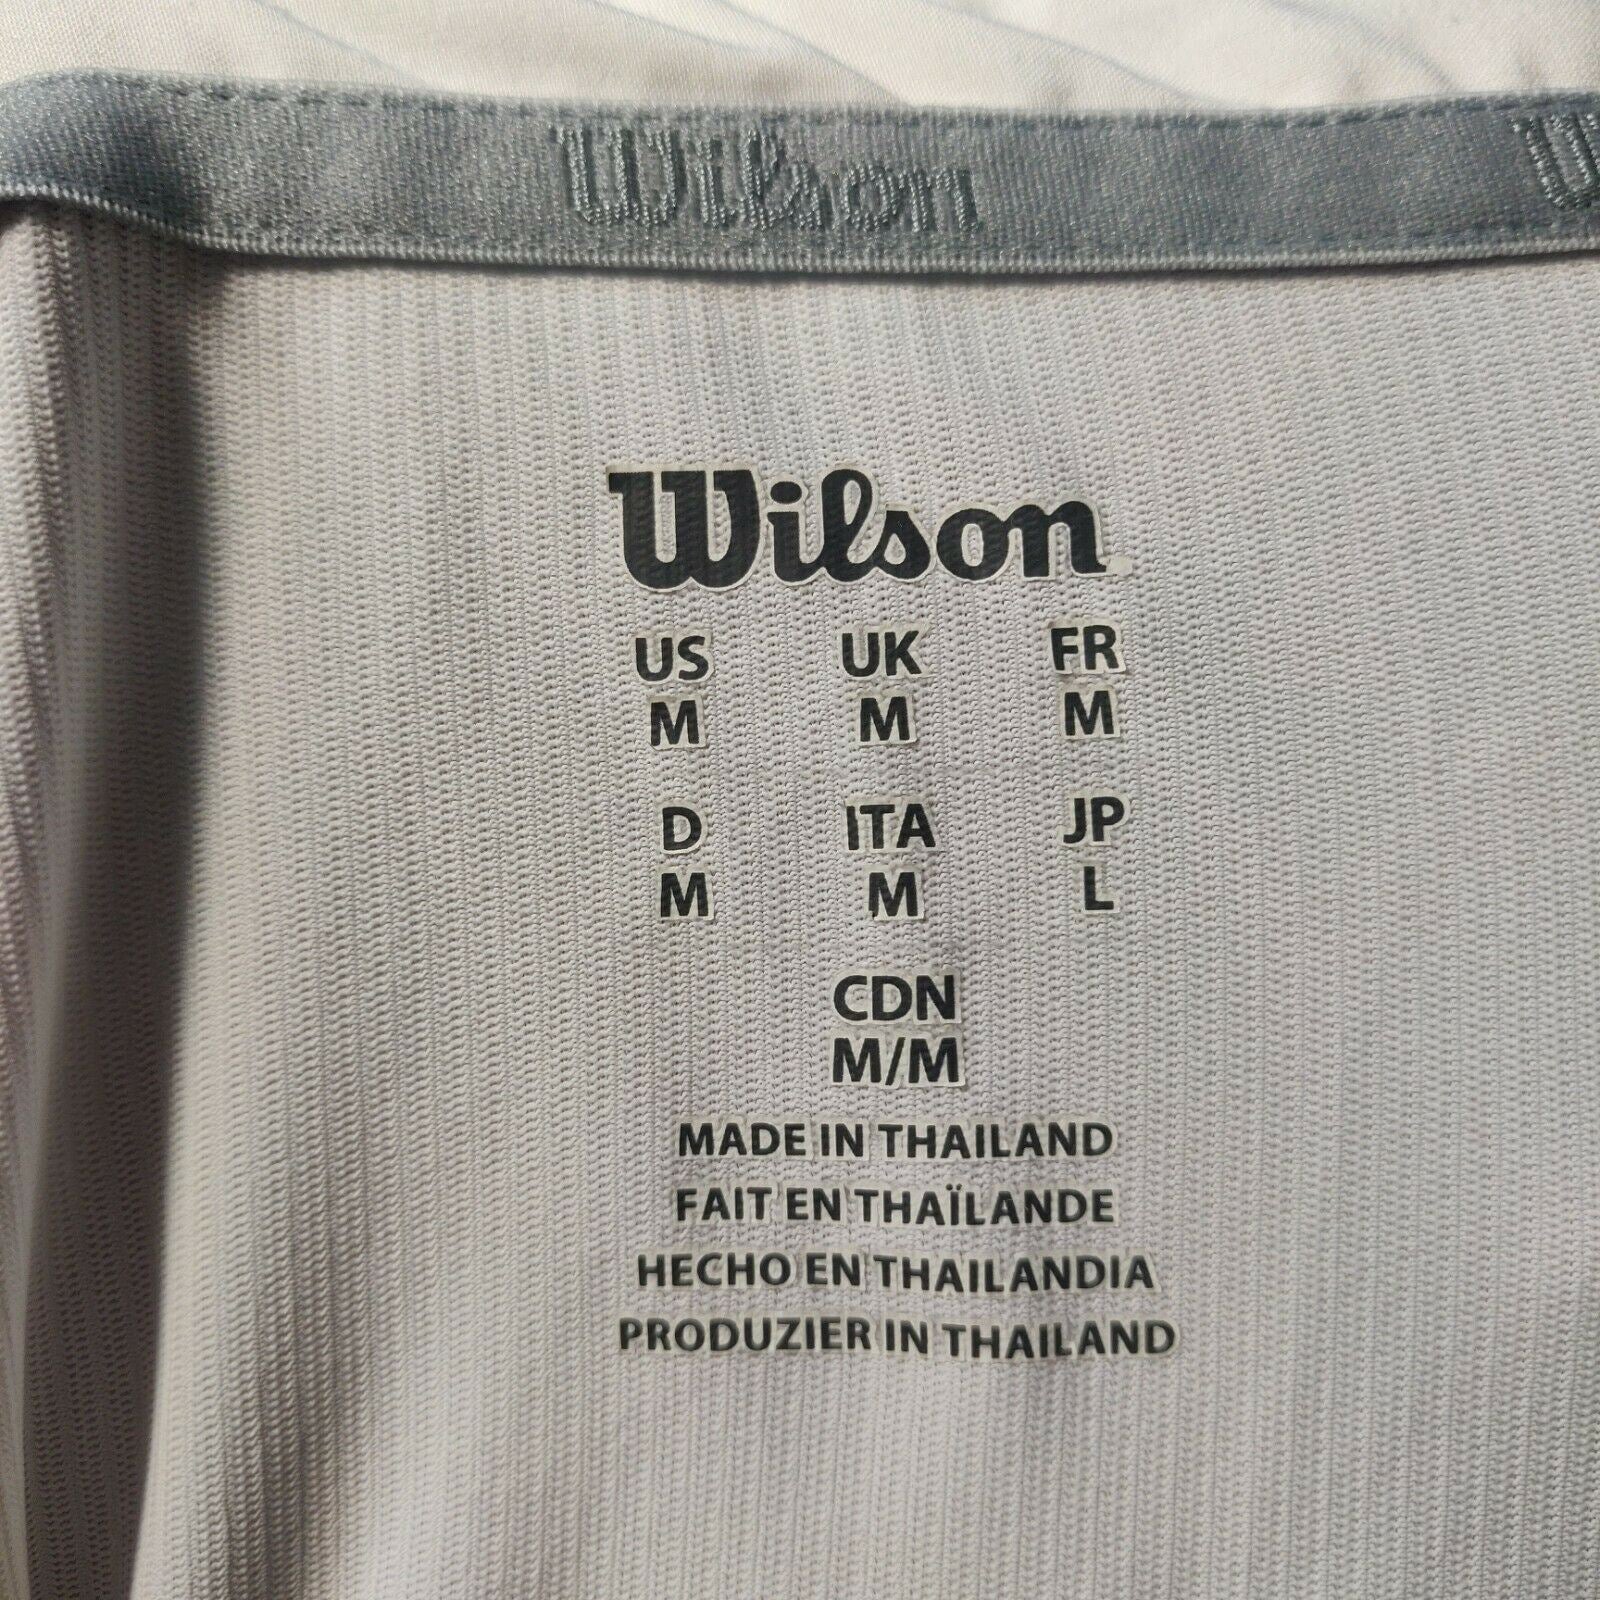 Wilson
Wilson
US UK FR
M M M
D ITA JP
M M L
CDN
M/M
MADE IN THAILAND
FAIT EN THAÏLANDE
HECHO EN THAILANDIA
PRODUZIER IN THAILAND